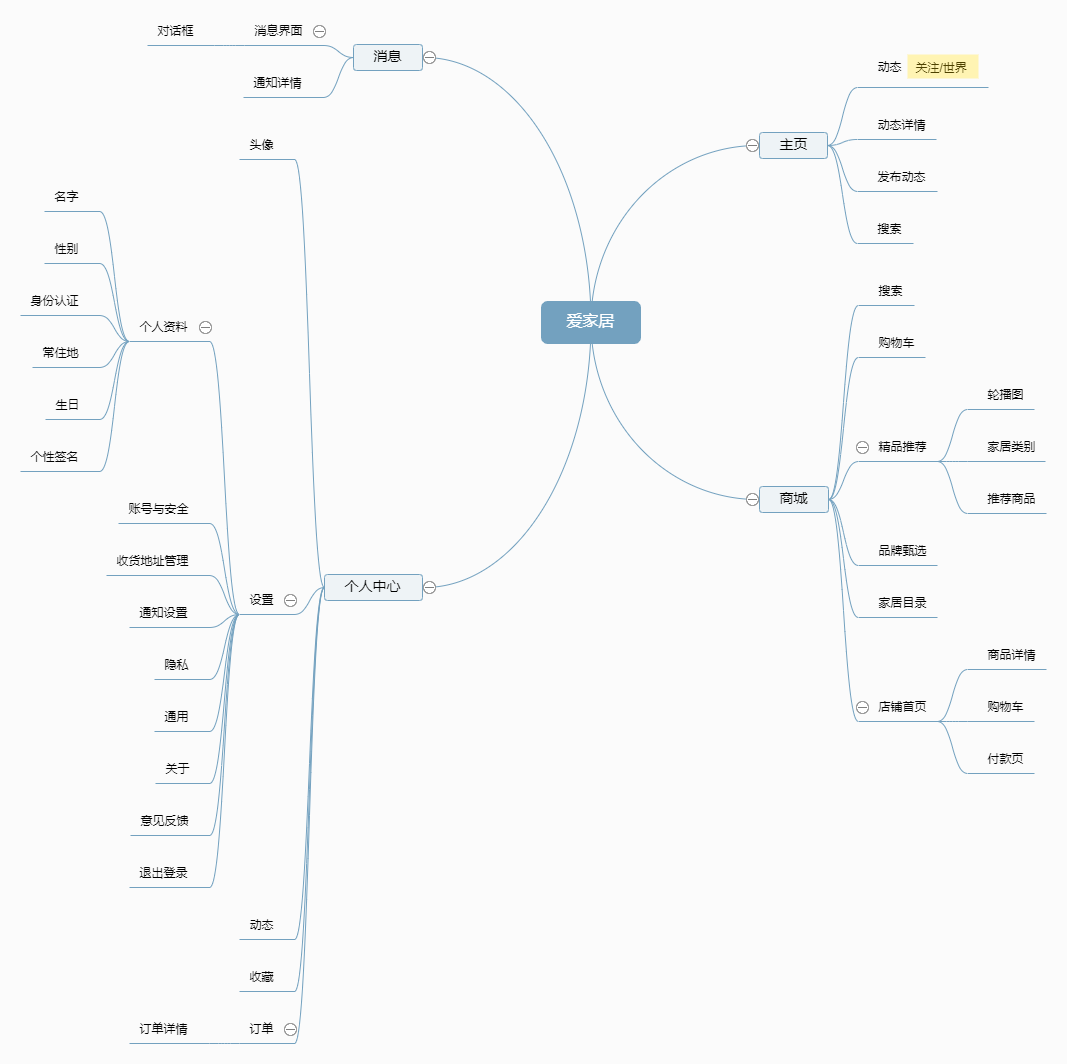 爱家居
主页
动态 关注/世界
动态详情
发布动态
搜索
商城
搜索
购物车
精品推荐
轮播图
家居类别
推荐商品
品牌甄选
家居目录
店铺首页
商品详情
购物车
付款页
消息
消息界面
对话框
通知详情
个人中心
头像
设置
个人资料
名字
性别
身份认证
常住地
生日
个性签名
账号与安全
收货地址管理
通知设置
隐私
通用
关于
意见反馈
退出登录
动态
收藏
订单
订单详情